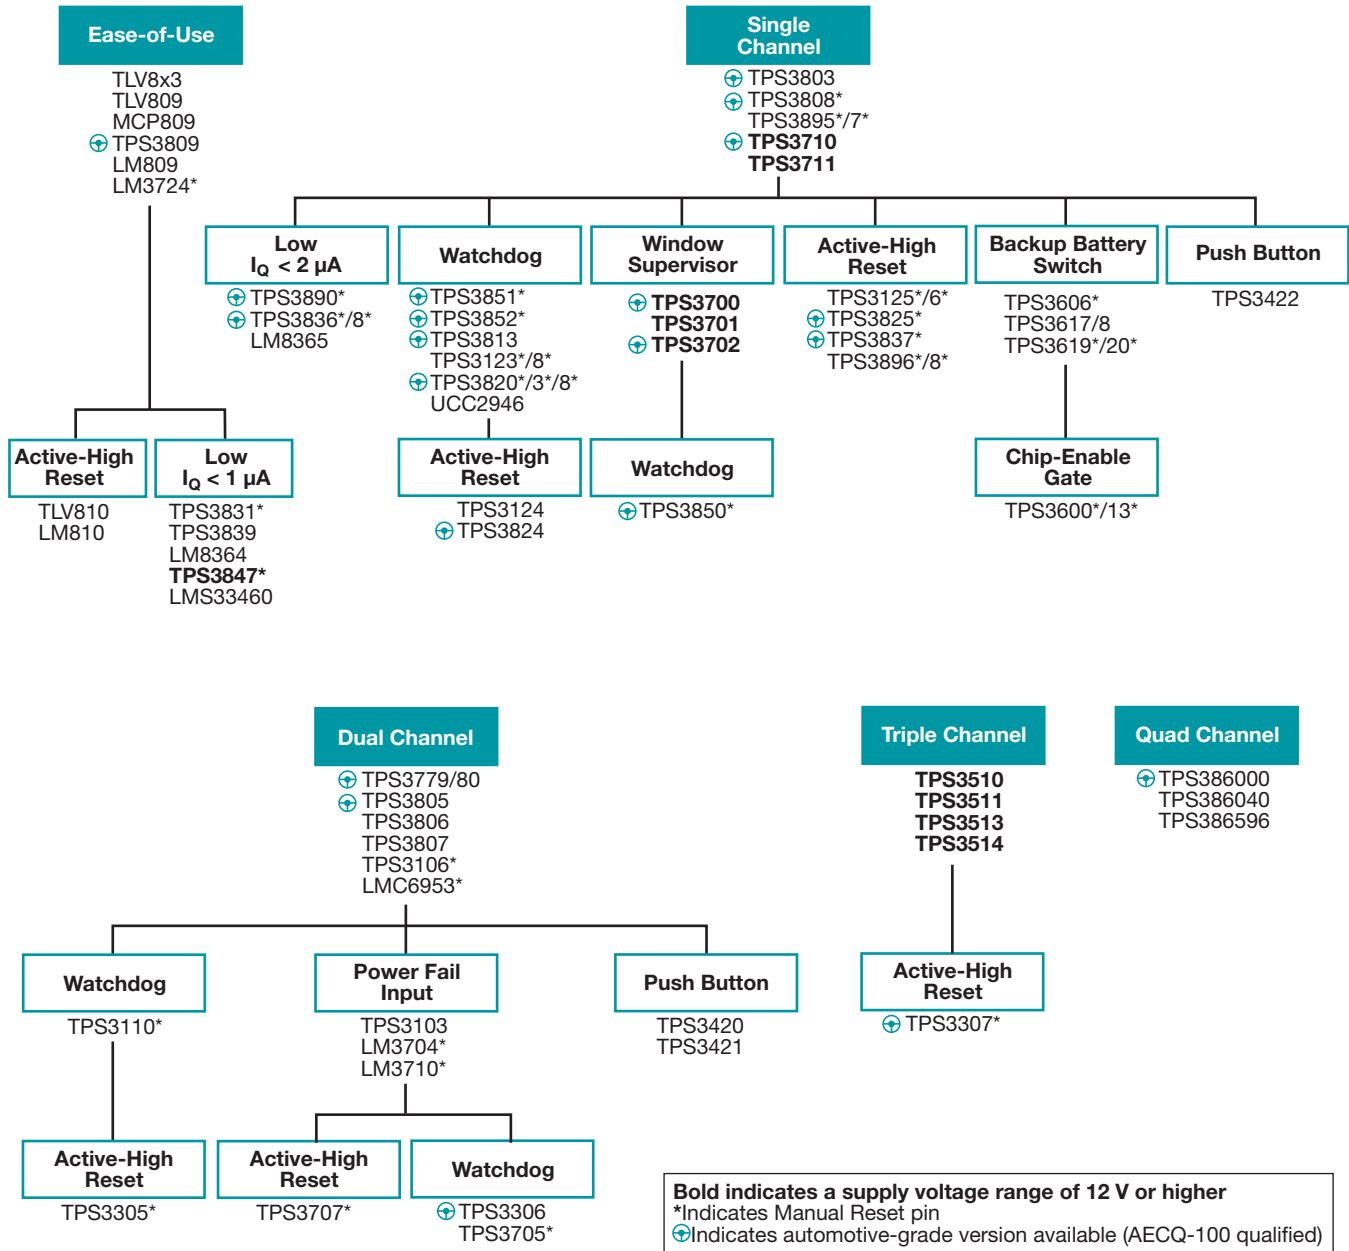 Ease-of-Use
TLV8x3
TLV809
MCP809
TPS3809
LM809
LM3724*
Active-High
Reset
TLV810
LM810
Low
IQ < 1 µA
TPS3831*
TPS3839
LM8364
TPS3847*
LMS33460
Single
Channel
TPS3803
TPS3808*
TPS3895*/7*
TPS3710
TPS3711
Low
IQ < 2 µA
TPS3890*
TPS3836*/8*
LM8365
Watchdog
TPS3851*
TPS3852*
TPS3813
TPS3123*/8*
TPS3820*/3*/8*
UCC2946
Active-High
Reset
TPS3124
TPS3824
Window
Supervisor
TPS3700
TPS3701
TPS3702
Watchdog
TPS3850*
Active-High
Reset
TPS3125*/6*
TPS3825*
TPS3837*
TPS3896*/8*
Backup Battery
Switch
TPS3606*
TPS3617/8
TPS3619*/20*
Chip-Enable
Gate
TPS3600*/13*
Push Button
TPS3422
Dual Channel
TPS3779/80
TPS3805
TPS3806
TPS3807
TPS3106*
LMC6953*
Watchdog
TPS3110*
Active-High
Reset
TPS3305*
Power Fail
Input
TPS3103
LM3704*
LM3710*
Active-High
Reset
TPS3707*
Watchdog
TPS3306
TPS3705*
Push Button
TPS3420
TPS3421
Triple Channel
TPS3510
TPS3511
TPS3513
TPS3514
Active-High
Reset
TPS3307*
Quad Channel
TPS386000
TPS386040
TPS386596
Bold indicates a supply voltage range of 12 V or higher
*Indicates Manual Reset pin
Indicates automotive-grade version available (AECQ-100 qualified)